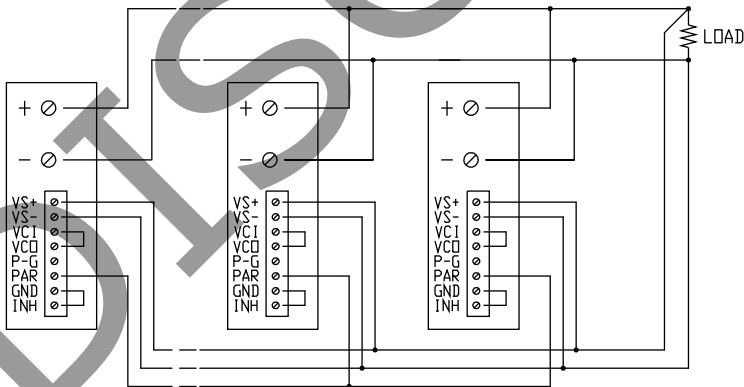 LOAD
+
−
VS+
VS-
VCI
VCO
P-G
PAR
GND
INH
+
−
VS+
VS-
VCI
VCO
P-G
PAR
GND
INH
+
−
VS+
VS-
VCI
VCO
P-G
PAR
GND
INH
DISC